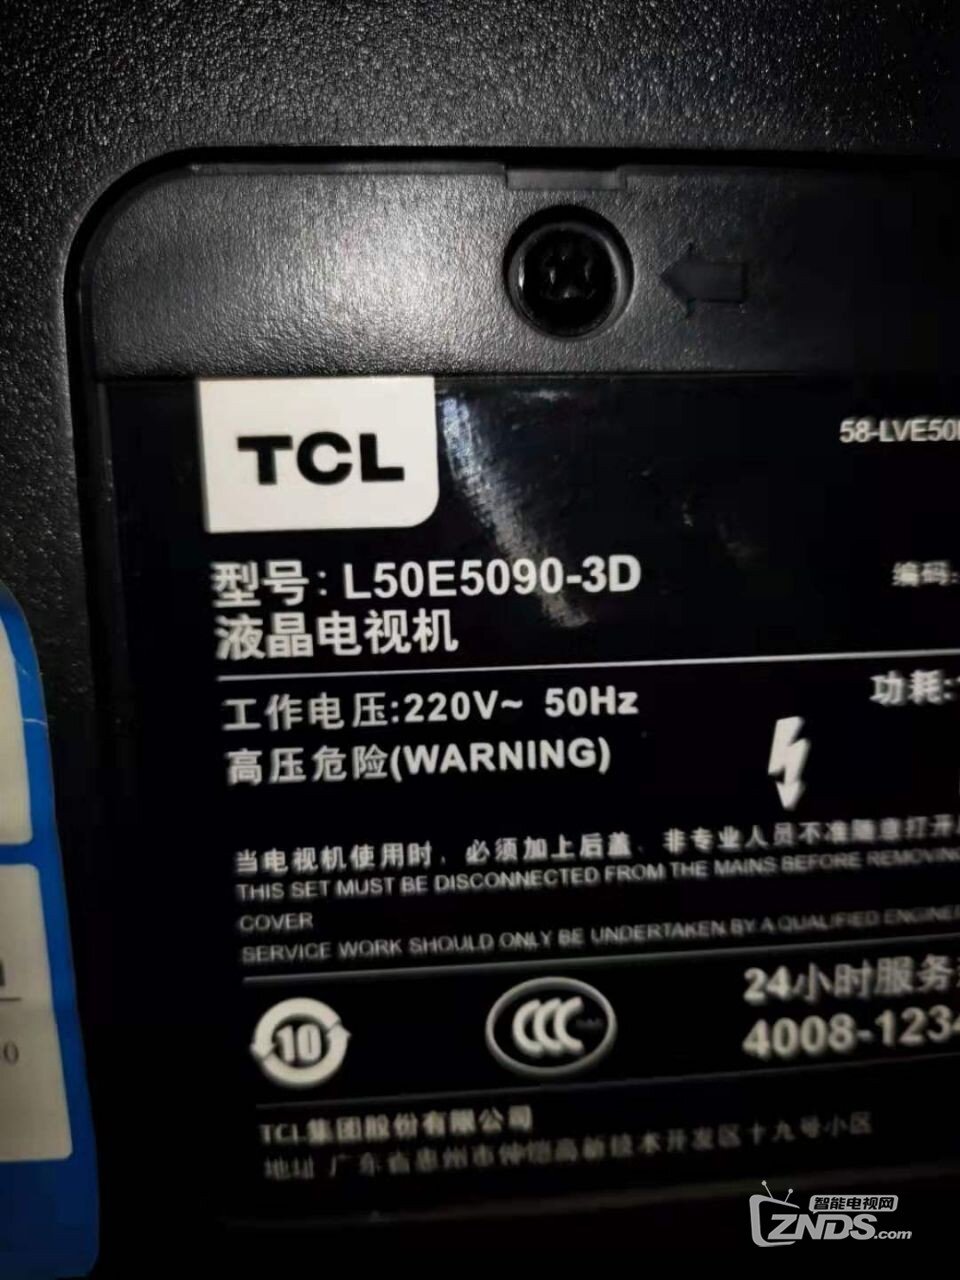 TCL
58-LVE50
型号: L50E5090-3D
编码:
液晶电视机
工作电压:220V~ 50Hz
功耗:
高压危险(WARNING)
当电视机使用时，必须加上后盖，非专业人员不准随意打开
THIS SET MUST BE DISCONNECTED FROM THE MAINS BEFORE REMOVING
COVER
SERVICE WORK SHOULD ONLY BE UNDERTAKEN BY A QUALIFIED ENGINEER
10
24小时服务
4008-1234
TCL集团股份有限公司
地址 广东省惠州市仲恺高新技术开发区十九号小区
智能电视网
ZNDS.com